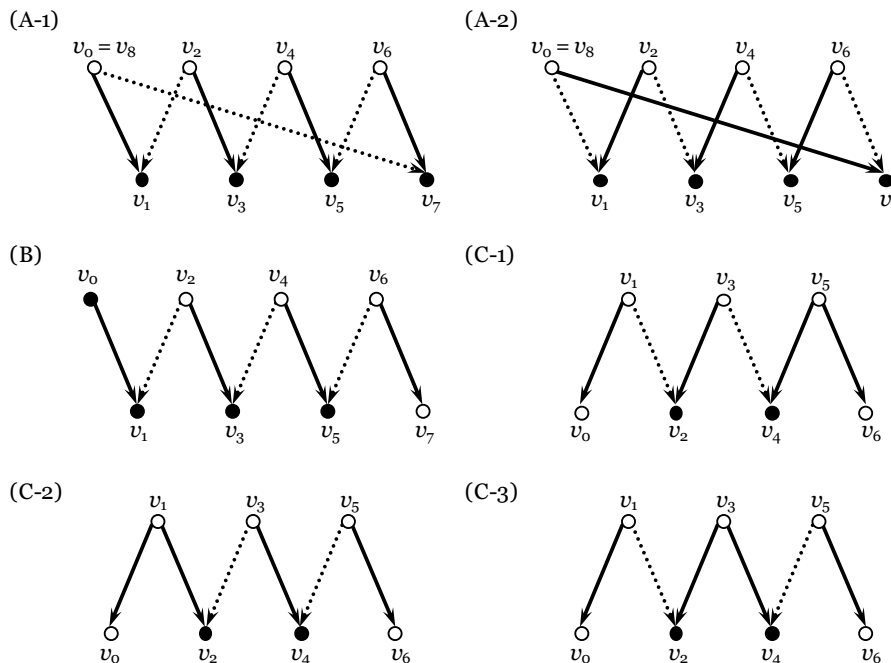 (A-1) (A-2)
v₀ = v₈ v₂ v₄ v₆ v₀ = v₈ v₂ v₄ v₆
v₁ v₃ v₅ v₇ v₁ v₃ v₅ v
(B) (C-1)
v₀ v₂ v₄ v₆ v₁ v₃ v₅
v₁ v₃ v₅ v₇ v₀ v₂ v₄ v₆
(C-2) (C-3)
v₁ v₃ v₅ v₁ v₃ v₅
v₀ v₂ v₄ v₆ v₀ v₂ v₄ v₆